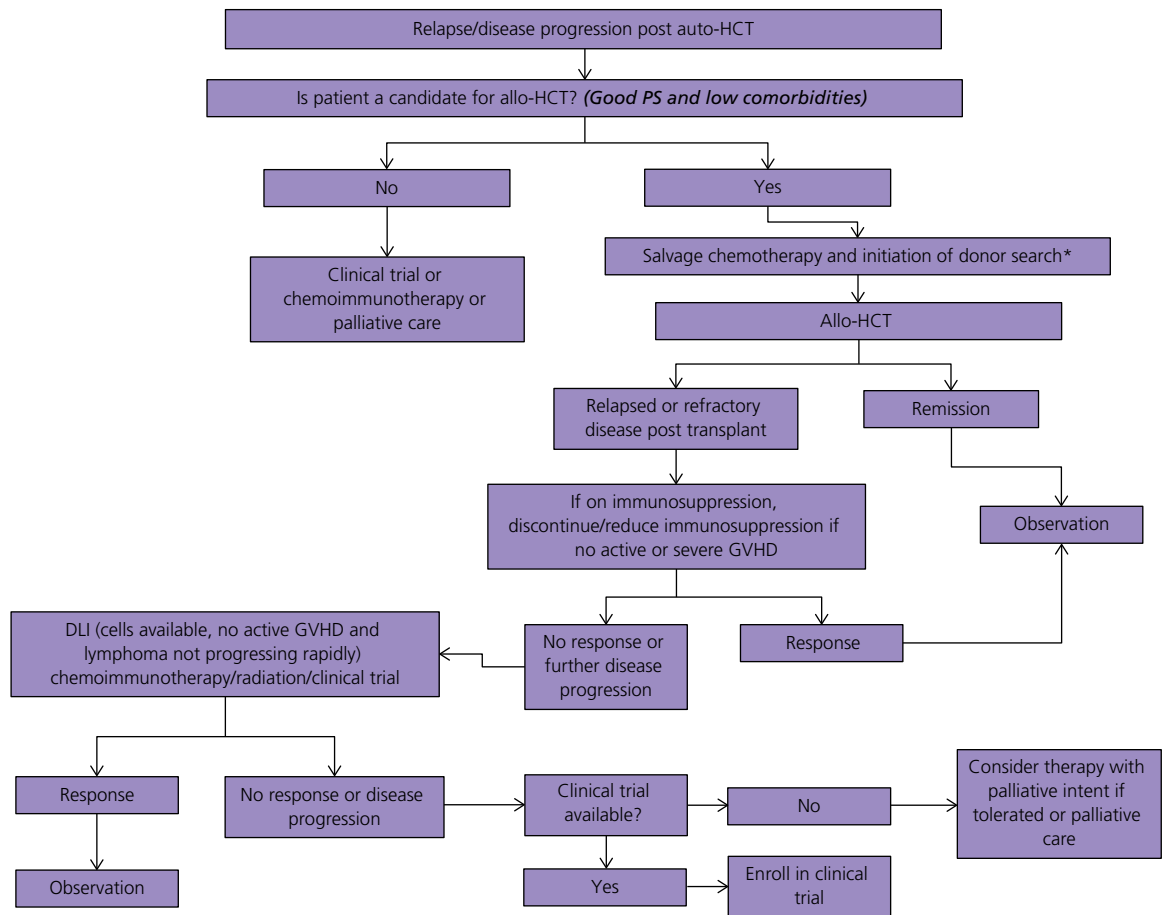 Relapse/disease progression post auto-HCT
Is patient a candidate for allo-HCT? (Good PS and low comorbidities)
No
Yes
Clinical trial or
chemoimmunotherapy or
palliative care
Salvage chemotherapy and initiation of donor search*
Allo-HCT
Relapsed or refractory
disease post transplant
Remission
If on immunosuppression,
discontinue/reduce immunosuppression if
no active or severe GVHD
Observation
DLI (cells available, no active GVHD and
lymphoma not progressing rapidly)
chemoimmunotherapy/radiation/clinical trial
No response or
further disease
progression
Response
Response
No response or disease
progression
Clinical trial
available?
No
Consider therapy with
palliative intent if
tolerated or palliative
care
Observation
Yes
Enroll in clinical
trial